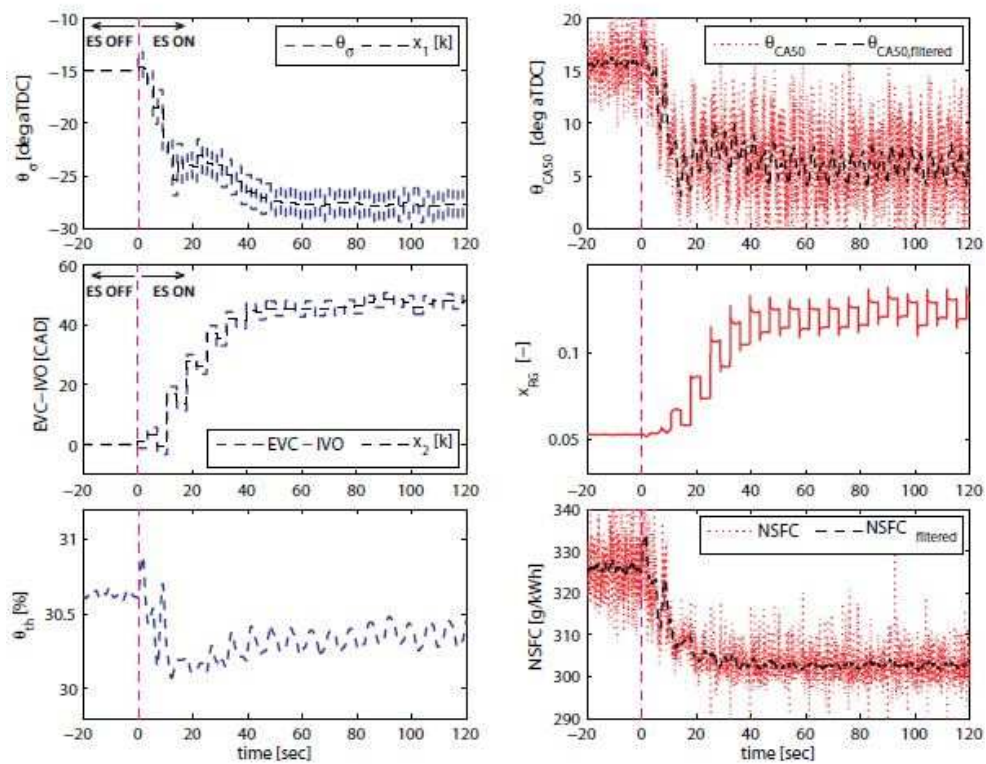 −10
−15
−20
−25
−30
θσ [degaTDC]
ES OFF ES ON
θσ x1 [k]
−20 0 20 40 60 80 100 120
20
15
10
5
0
θCA50 [deg aTDC]
θCA50 θCA50,filtered
−20 0 20 40 60 80 100 120
60
40
20
0
EVC−IVO [CAD]
ES OFF ES ON
EVC − IVO x2 [k]
−20 0 20 40 60 80 100 120
0.1
0.05
xRG [−]
−20 0 20 40 60 80 100 120
31
30.5
30
θth [%]
−20 0 20 40 60 80 100 120
time [sec]
340
330
320
310
300
290
NSFC [g/kWh]
NSFC NSFC filtered
−20 0 20 40 60 80 100 120
time [sec]